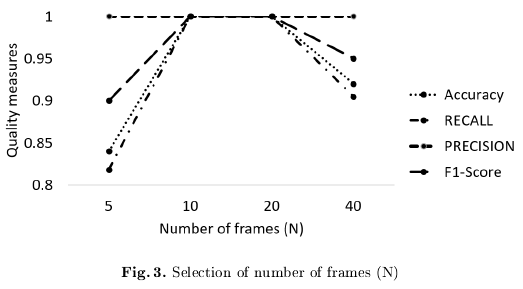 1
0.95
0.9
0.85
0.8
Quality measures
5 10 20 40
Number of frames (N)
Accuracy
RECALL
PRECISION
F1-Score
Fig. 3. Selection of number of frames (N)